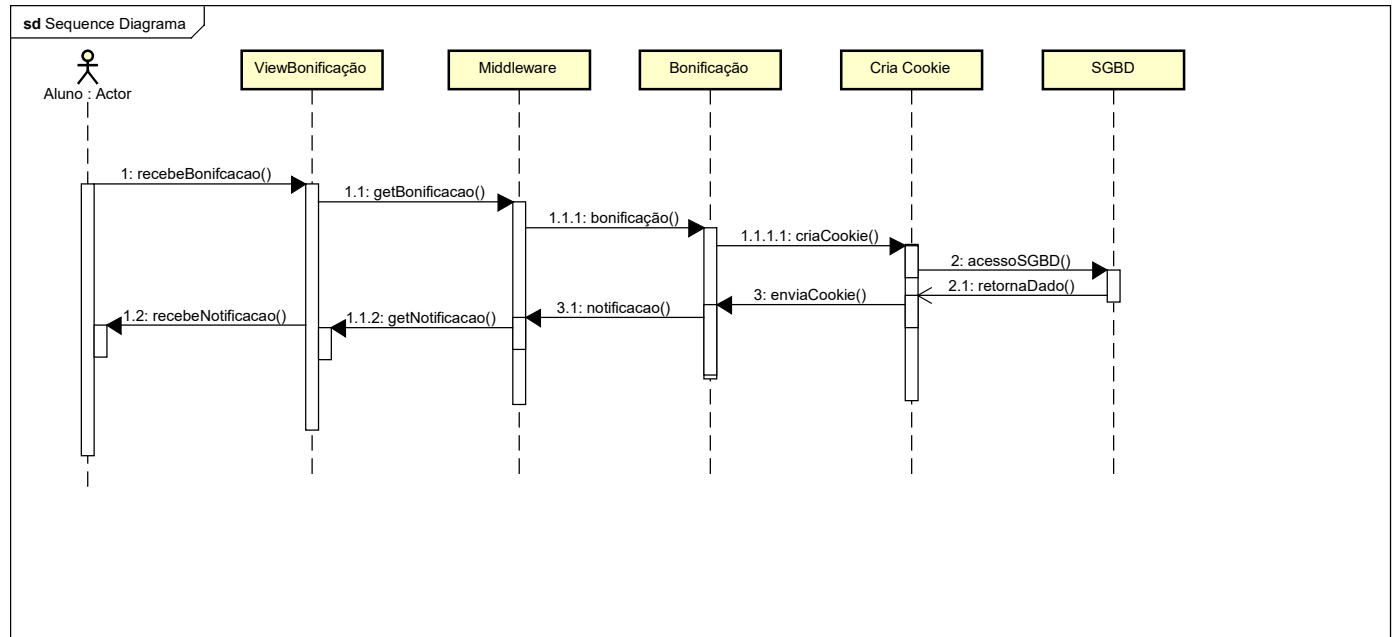 sd Sequence Diagrama
Aluno : Actor
ViewBonificação
Middleware
Bonificação
Cria Cookie
SGBD
1: recebeBonifcacao()
1.1: getBonificacao()
1.1.1: bonificação()
1.1.1.1: criaCookie()
2: acessoSGBD()
2.1: retornaDado()
3: enviaCookie()
3.1: notificacao()
1.1.2: getNotificacao()
1.2: recebeNotificacao()